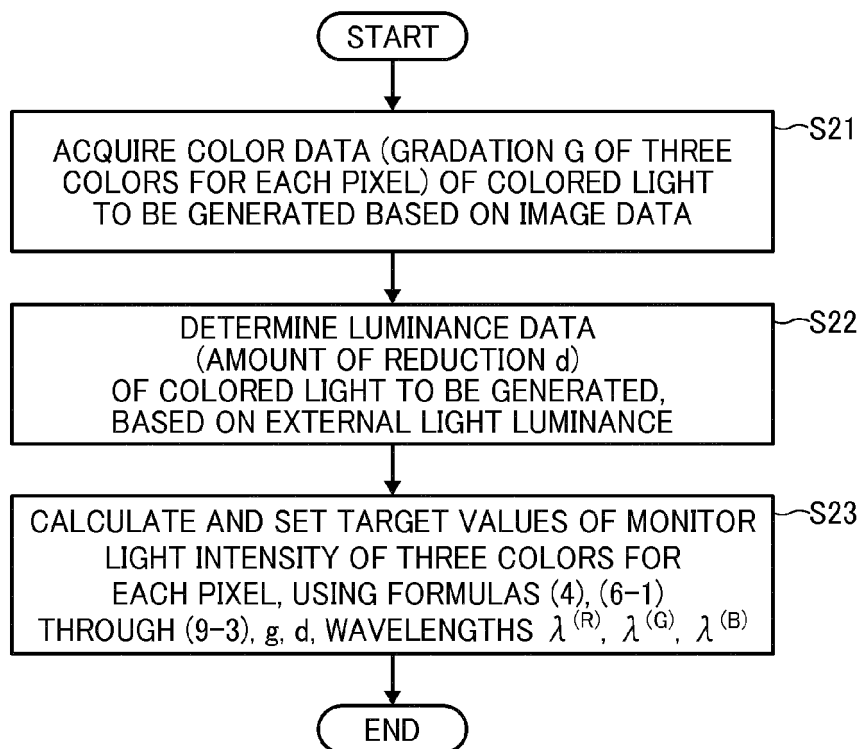 START
S21
ACQUIRE COLOR DATA (GRADATION G OF THREE
COLORS FOR EACH PIXEL) OF COLORED LIGHT
TO BE GENERATED BASED ON IMAGE DATA
S22
DETERMINE LUMINANCE DATA
(AMOUNT OF REDUCTION d)
OF COLORED LIGHT TO BE GENERATED,
BASED ON EXTERNAL LIGHT LUMINANCE
S23
CALCULATE AND SET TARGET VALUES OF MONITOR
LIGHT INTENSITY OF THREE COLORS FOR
EACH PIXEL, USING FORMULAS (4), (6-1)
THROUGH (9-3), g, d, WAVELENGTHS λ(R), λ(G), λ(B)
END